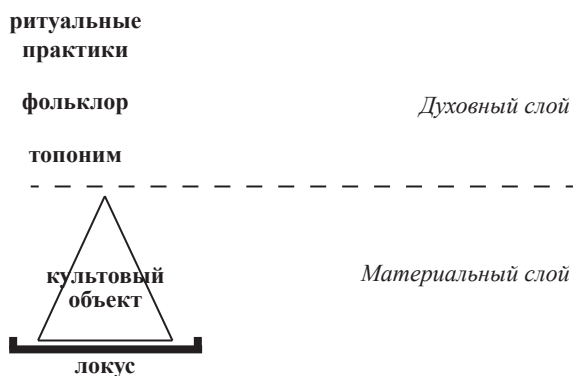 ритуальные
практики
фольклор
Духовный слой
топоним
культовый
объект
Материальный слой
локус